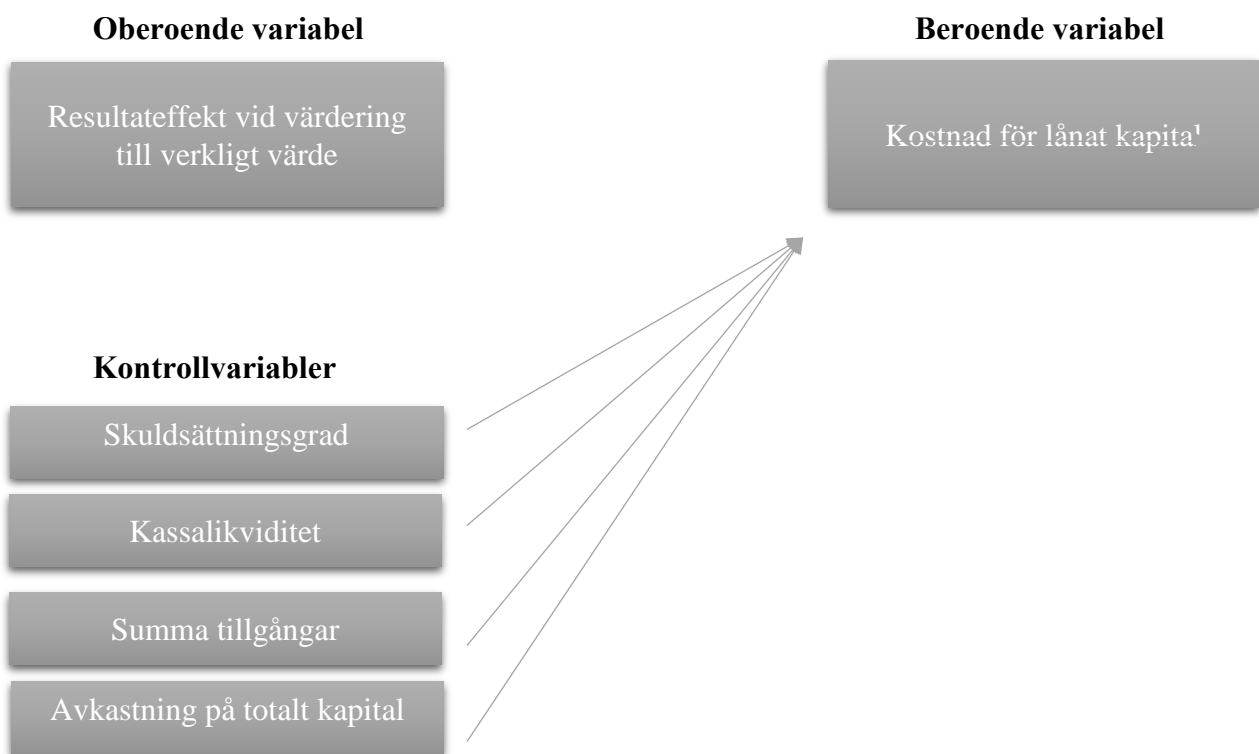 Oberoende variabel
Beroende variabel
Resultateffekt vid värdering
till verkligt värde
Kostnad för lånat kapital
Kontrollvariabler
Skuldsättningsgrad
Kassalikviditet
Summa tillgångar
Avkastning på totalt kapital